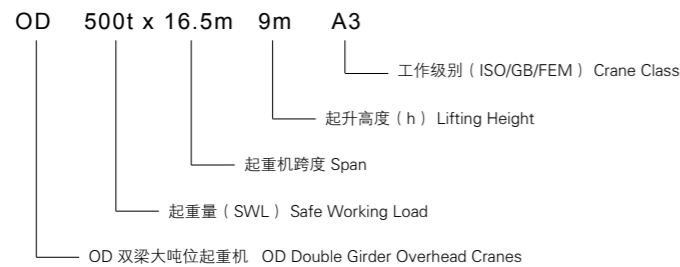 OD 500t x 16.5m 9m A3
工作级别（ISO/GB/FEM） Crane Class
起升高度（h） Lifting Height
起重机跨度 Span
起重量（SWL） Safe Working Load
OD 双梁大吨位起重机 OD Double Girder Overhead Cranes